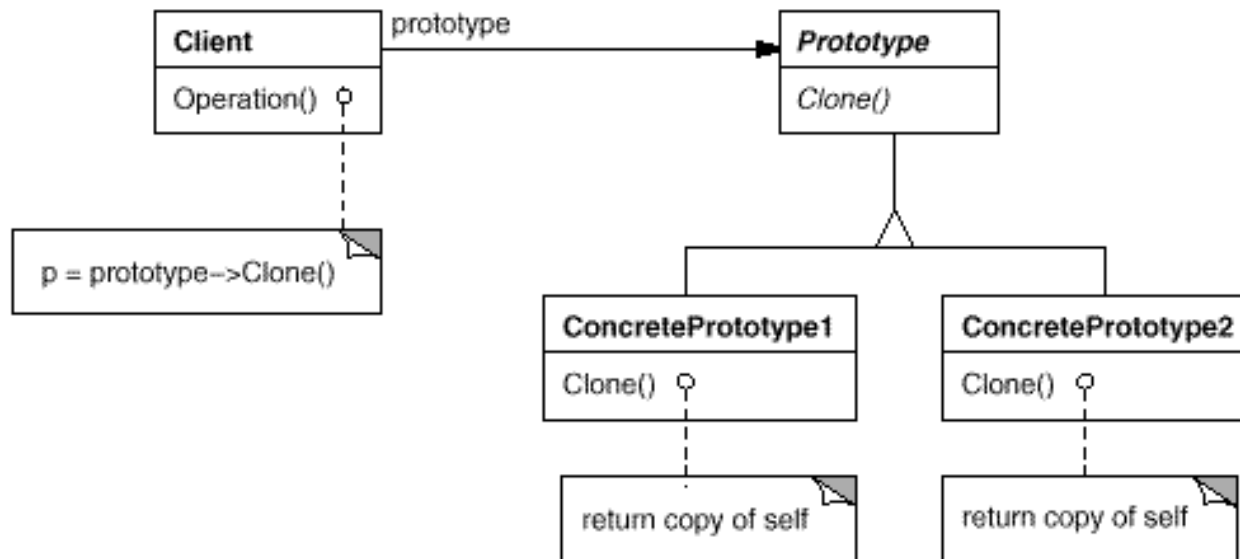 Client
prototype
Prototype
Operation()
Clone()
p = prototype–>Clone()
ConcretePrototype1
ConcretePrototype2
Clone()
Clone()
return copy of self
return copy of self